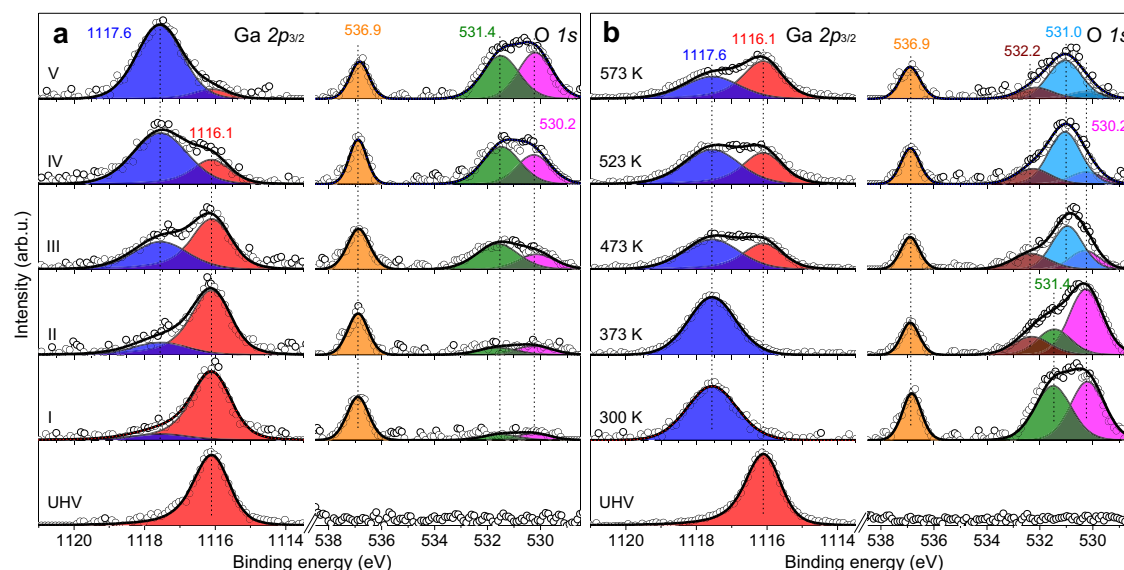 a
1117.6
Ga 2p3/2
536.9
531.4
O 1s
V
1116.1
530.2
IV
III
II
I
UHV
1120
1118
1116
1114
538
536
534
532
530
Binding energy (eV)
Intensity (arb.u.)
b
Ga 2p3/2
1116.1
1117.6
536.9
532.2
531.0
O 1s
573 K
530.2
523 K
473 K
531.4
373 K
300 K
UHV
1120
1118
1116
1114
538
536
534
532
530
Binding energy (eV)